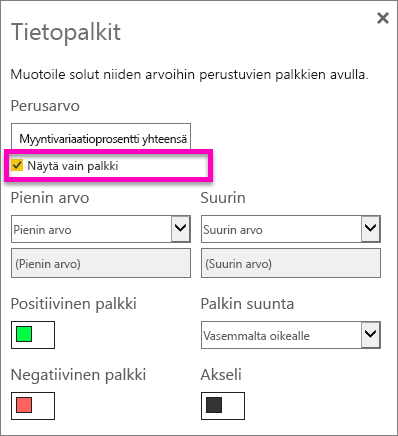 Tietopalkit
Muotoile solut niiden arvoihin perustuvien palkkien avulla.
Perusarvo
Myyntivariaatioprosentti yhteensä
Näytä vain palkki
Pienin arvo
Suurin
Pienin arvo
Suurin arvo
(Pienin arvo)
(Suurin arvo)
Positiivinen palkki
Palkin suunta
Vasemmalta oikealle
Negatiivinen palkki
Akseli